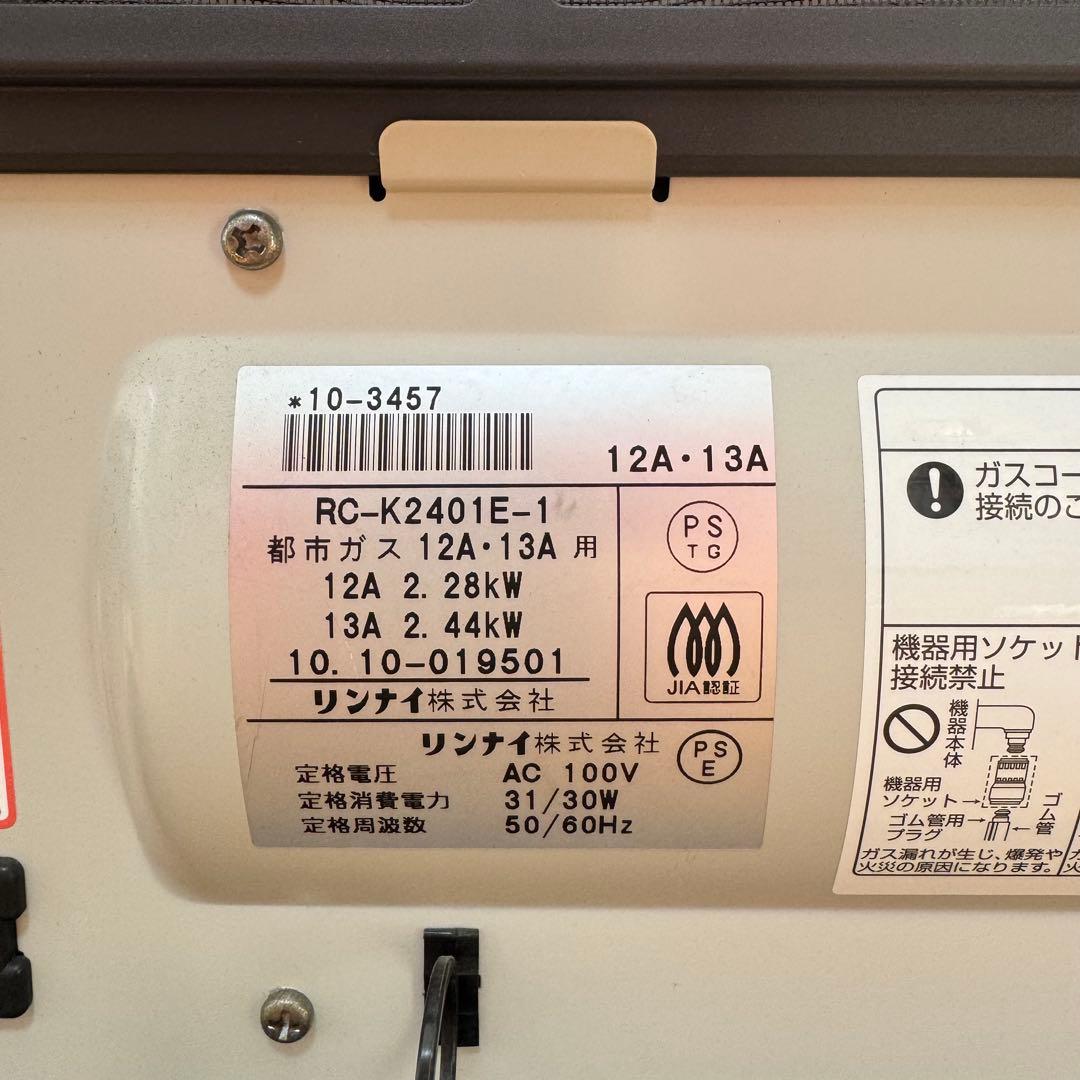 *10-3457
12A・13A
RC-K2401E-1
都市ガス 12A・13A 用
12A 2.28kW
13A 2.44kW
10.10-019501
リンナイ株式会社
PS
TG
JIA認証
リンナイ株式会社
PS
E
定格電圧 AC 100V
定格消費電力 31/30W
定格周波数 50/60Hz
ガスコー
接続のこ
機器用ソケット
接続禁止
機器本体
機器用
ソケット→
ゴム管用→
プラグ
←ゴム管
ガス漏れが生じ、爆発や
火災の原因になります。